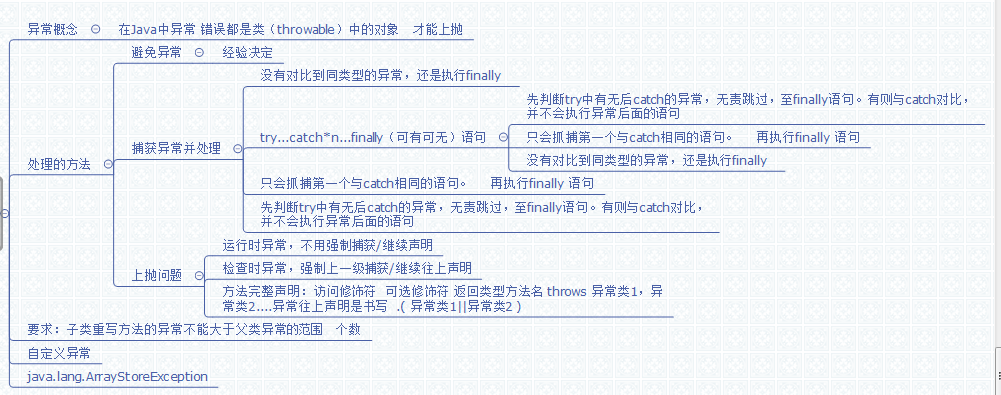 异常概念
在Java中异常 错误都是类（throwable）中的对象 才能上抛
处理的方法
避免异常
经验决定
捕获异常并处理
没有对比到同类型的异常，还是执行finally
try...catch*n...finally（可有可无）语句
先判断try中有无后catch的异常，无责跳过，至finally语句。有则与catch对比，
并不会执行异常后面的语句
只会抓捕第一个与catch相同的语句。 再执行finally 语句
没有对比到同类型的异常，还是执行finally
只会抓捕第一个与catch相同的语句。 再执行finally 语句
先判断try中有无后catch的异常，无责跳过，至finally语句。有则与catch对比，
并不会执行异常后面的语句
上抛问题
运行时异常，不用强制捕获/继续声明
检查时异常，强制上一级捕获/继续往上声明
方法完整声明：访问修饰符 可选修饰符 返回类型方法名 throws 异常类1，异
常类2....异常往上声明是书写 .( 异常类1||异常类2 )
要求：子类重写方法的异常不能大于父类异常的范围 个数
自定义异常
java.lang.ArrayStoreException